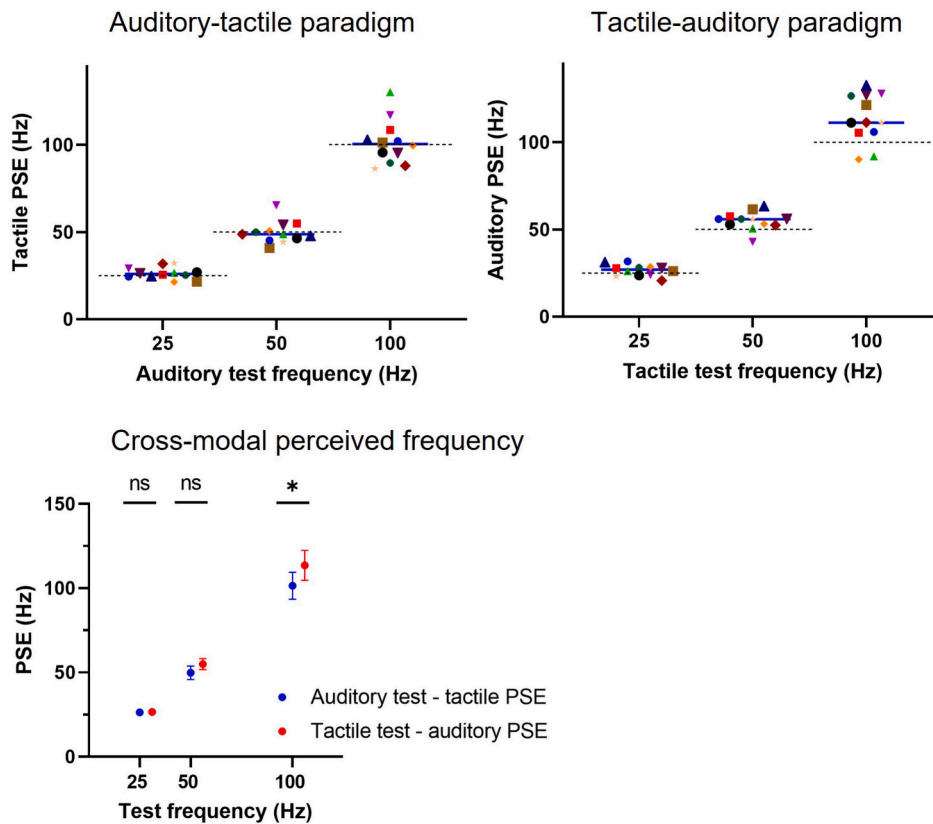 Auditory-tactile paradigm
Tactile PSE (Hz)
100
50
0
25
50
100
Auditory test frequency (Hz)
Tactile-auditory paradigm
Auditory PSE (Hz)
100
50
0
25
50
100
Tactile test frequency (Hz)
Cross-modal perceived frequency
ns
ns
*
PSE (Hz)
150
100
50
0
Auditory test - tactile PSE
Tactile test - auditory PSE
25
50
100
Test frequency (Hz)